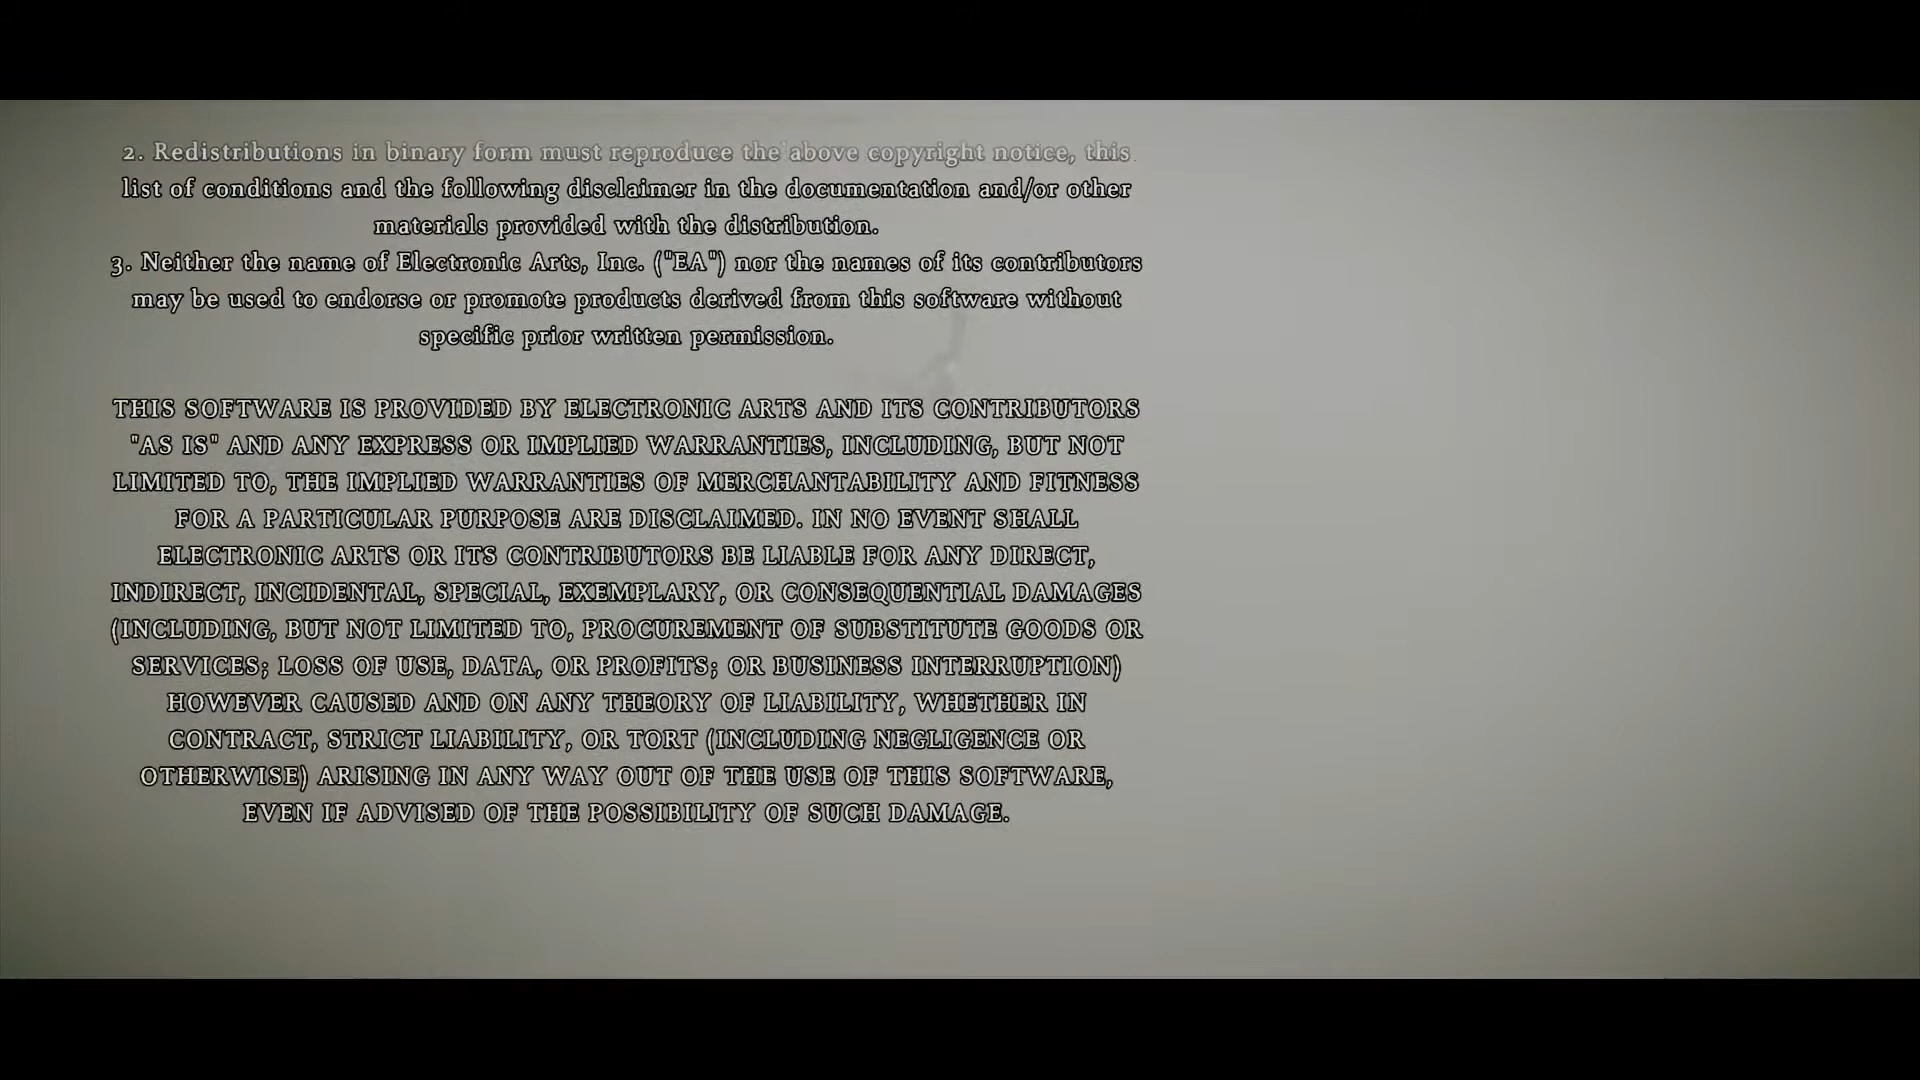 2. Redistributions in binary form must reproduce the above copyright notice, this
list of conditions and the following disclaimer in the documentation and/or other
materials provided with the distribution.
3. Neither the name of Electronic Arts, Inc. ("EA") nor the names of its contributors
may be used to endorse or promote products derived from this software without
specific prior written permission.
THIS SOFTWARE IS PROVIDED BY ELECTRONIC ARTS AND ITS CONTRIBUTORS
"AS IS" AND ANY EXPRESS OR IMPLIED WARRANTIES, INCLUDING, BUT NOT
LIMITED TO, THE IMPLIED WARRANTIES OF MERCHANTABILITY AND FITNESS
FOR A PARTICULAR PURPOSE ARE DISCLAIMED. IN NO EVENT SHALL
ELECTRONIC ARTS OR ITS CONTRIBUTORS BE LIABLE FOR ANY DIRECT,
INDIRECT, INCIDENTAL, SPECIAL, EXEMPLARY, OR CONSEQUENTIAL DAMAGES
(INCLUDING, BUT NOT LIMITED TO, PROCUREMENT OF SUBSTITUTE GOODS OR
SERVICES; LOSS OF USE, DATA, OR PROFITS; OR BUSINESS INTERRUPTION)
HOWEVER CAUSED AND ON ANY THEORY OF LIABILITY, WHETHER IN
CONTRACT, STRICT LIABILITY, OR TORT (INCLUDING NEGLIGENCE OR
OTHERWISE) ARISING IN ANY WAY OUT OF THE USE OF THIS SOFTWARE,
EVEN IF ADVISED OF THE POSSIBILITY OF SUCH DAMAGE.